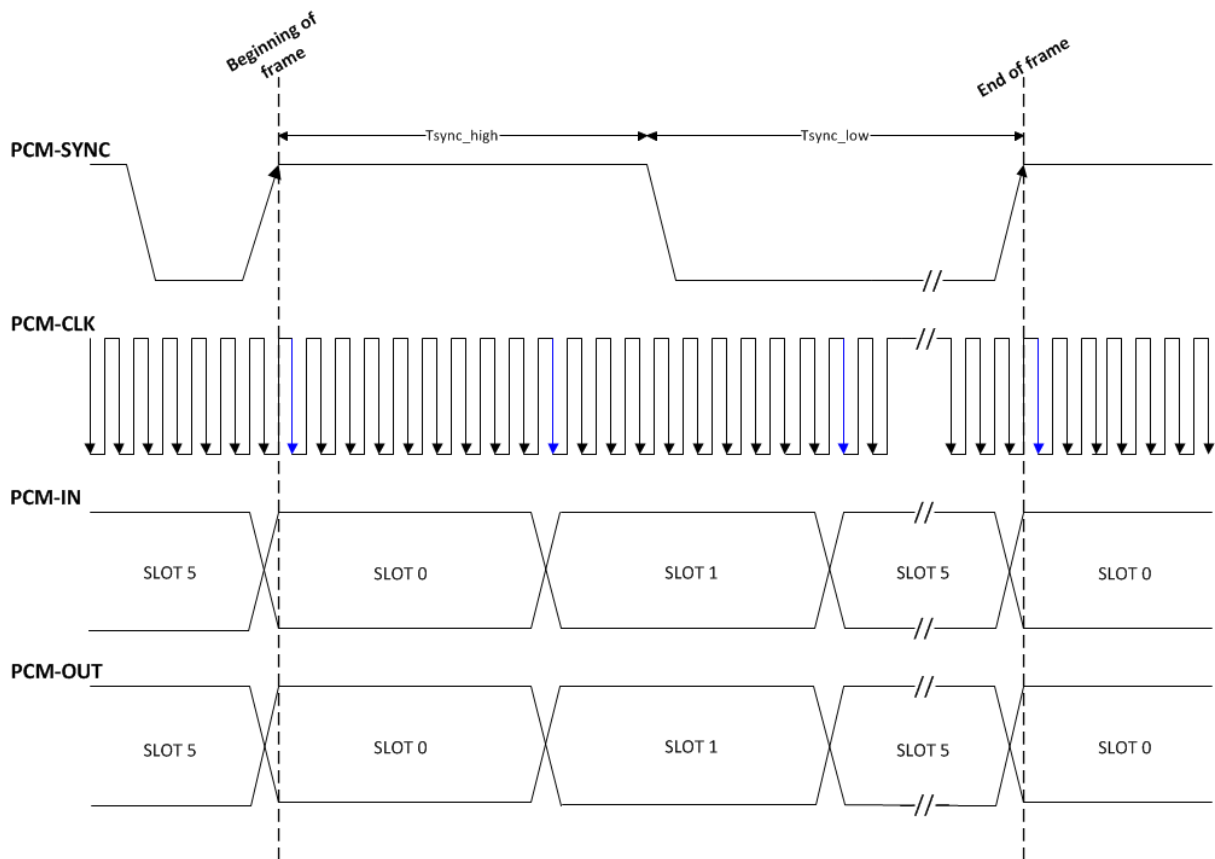 Beginning of
frame
End of frame
Tsync_high
Tsync_low
PCM-SYNC
//
PCM-CLK
//
PCM-IN
//
SLOT 5
SLOT 0
SLOT 1
SLOT 5
SLOT 0
//
PCM-OUT
//
SLOT 5
SLOT 0
SLOT 1
SLOT 5
SLOT 0
//